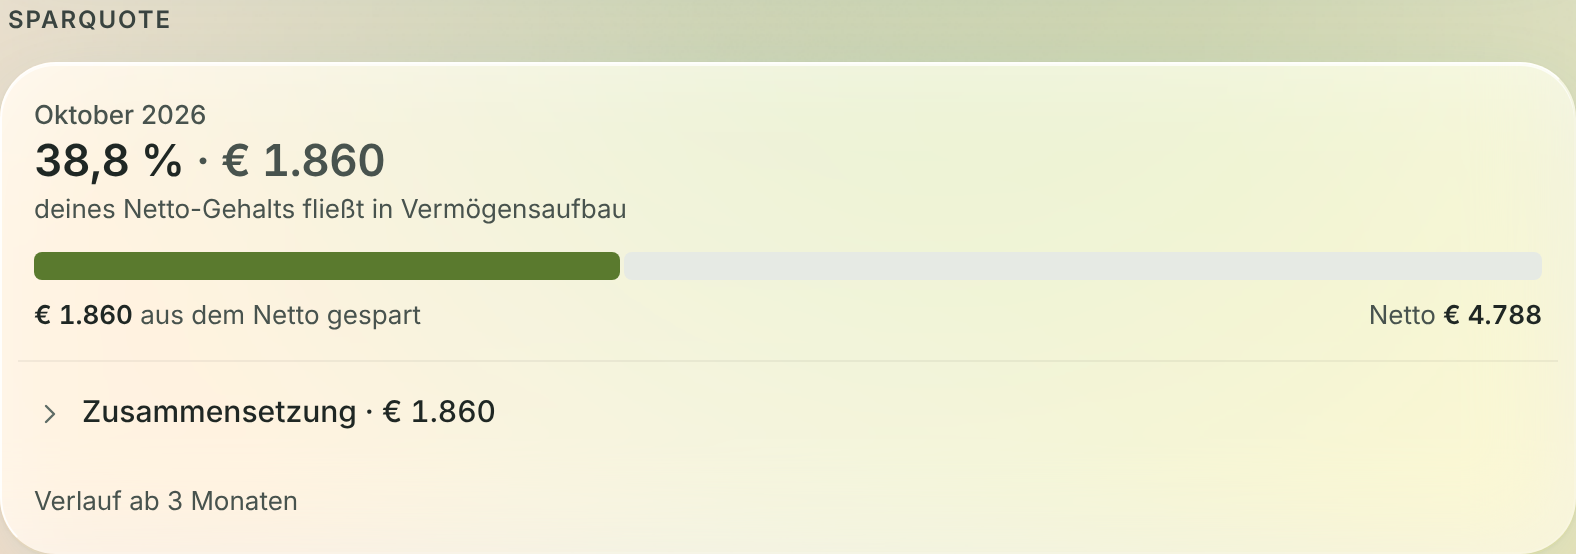 SPARQUOTE
Oktober 2026
38,8 % · € 1.860
deines Netto-Gehalts fließt in Vermögensaufbau
€ 1.860 aus dem Netto gespart Netto € 4.788
Zusammensetzung · € 1.860
Verlauf ab 3 Monaten